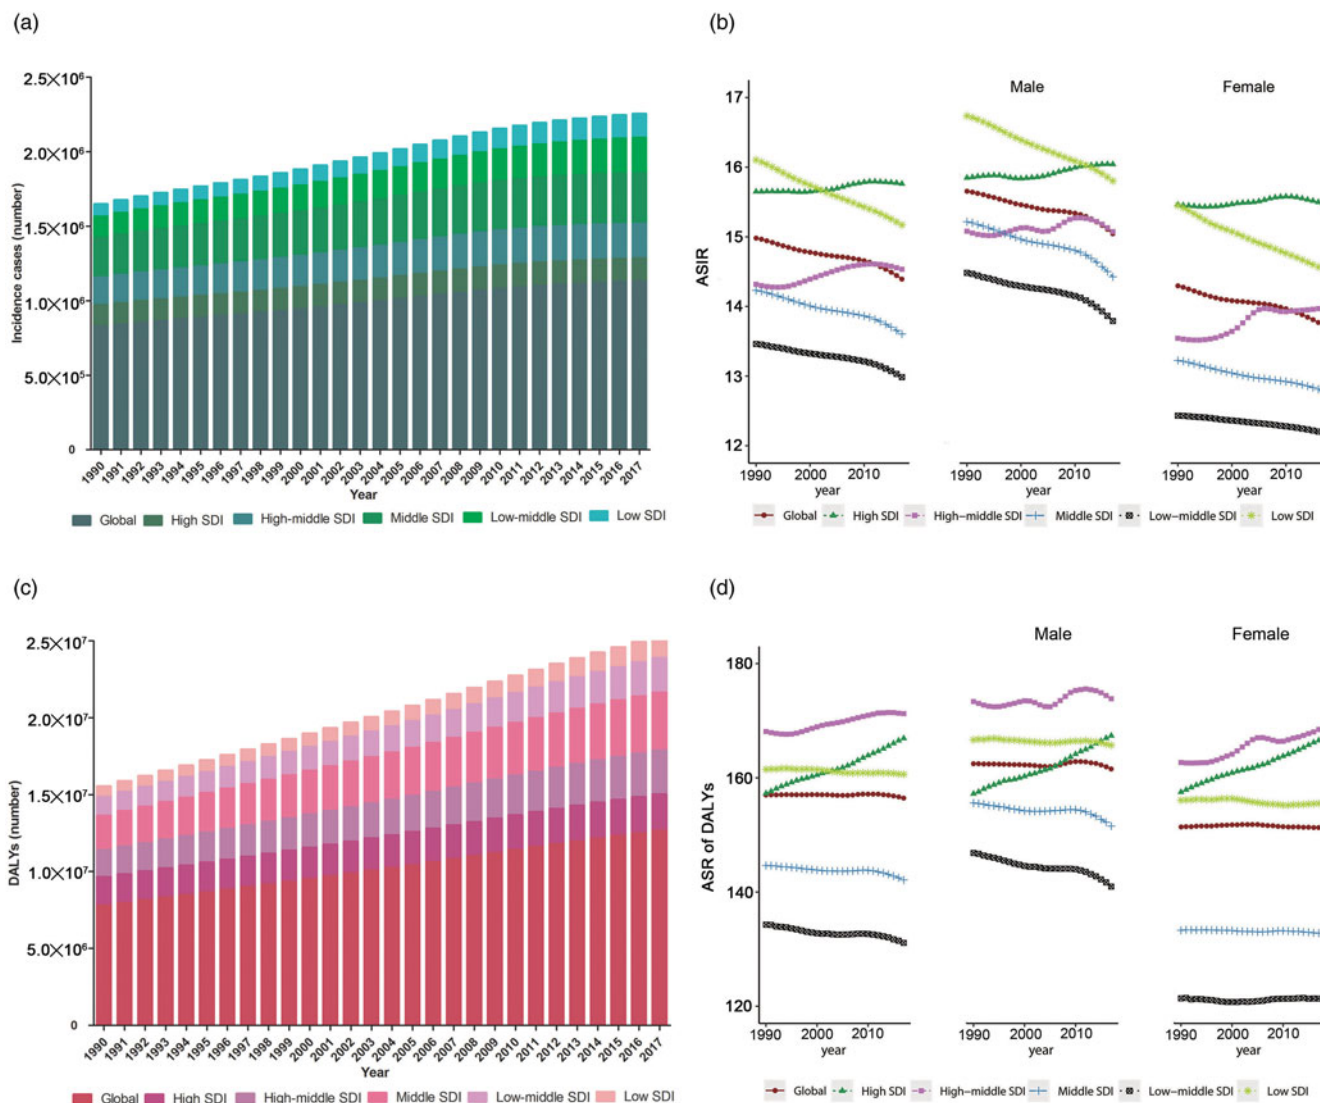 (a)
2.5×10⁶
2.0×10⁶
1.5×10⁶
1.0×10⁶
5.0×10⁵
0
Incidence cases (number)
1990 1991 1992 1993 1994 1995 1996 1997 1998 1999 2000 2001 2002 2003 2004 2005 2006 2007 2008 2009 2010 2011 2012 2013 2014 2015 2016 2017
Year
Global High SDI High-middle SDI Middle SDI Low-middle SDI Low SDI
(b)
Male Female
17
16
15
14
13
12
ASIR
1990 2000 2010 1990 2000 2010 1990 2000 2010
year year year
Global High SDI High-middle SDI Middle SDI Low-middle SDI Low SDI
(c)
2.5×10⁷
2.0×10⁷
1.5×10⁷
1.0×10⁷
5.0×10⁶
0
DALYs (number)
1990 1991 1992 1993 1994 1995 1996 1997 1998 1999 2000 2001 2002 2003 2004 2005 2006 2007 2008 2009 2010 2011 2012 2013 2014 2015 2016 2017
Year
Global High SDI High-middle SDI Middle SDI Low-middle SDI Low SDI
(d)
Male Female
180
160
140
120
ASR of DALYs
1990 2000 2010 1990 2000 2010 1990 2000 2010
year year year
Global High SDI High-middle SDI Middle SDI Low-middle SDI Low SDI